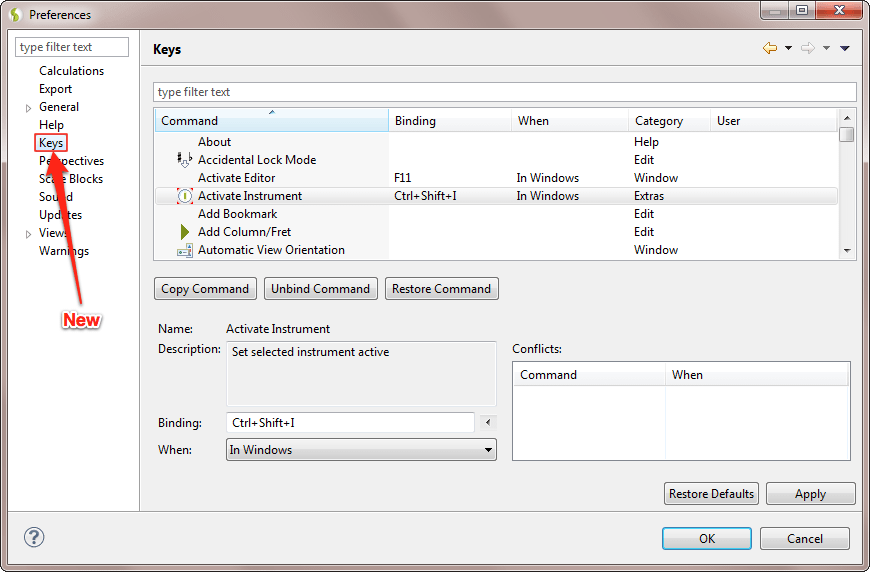 Preferences
type filter text
Calculations
Export
General
Help
Keys
Perspectives
Scale Blocks
Sound
Updates
Views
Warnings
New
Keys
type filter text
Command Binding When Category User
About Help
Accidental Lock Mode Edit
Activate Editor F11 In Windows Window
Activate Instrument Ctrl+Shift+I In Windows Extras
Add Bookmark Edit
Add Column/Fret Edit
Automatic View Orientation Window
Copy Command Unbind Command Restore Command
Name: Activate Instrument
Description: Set selected instrument active
Binding: Ctrl+Shift+I
When: In Windows
Conflicts:
Command When
Restore Defaults Apply
OK Cancel